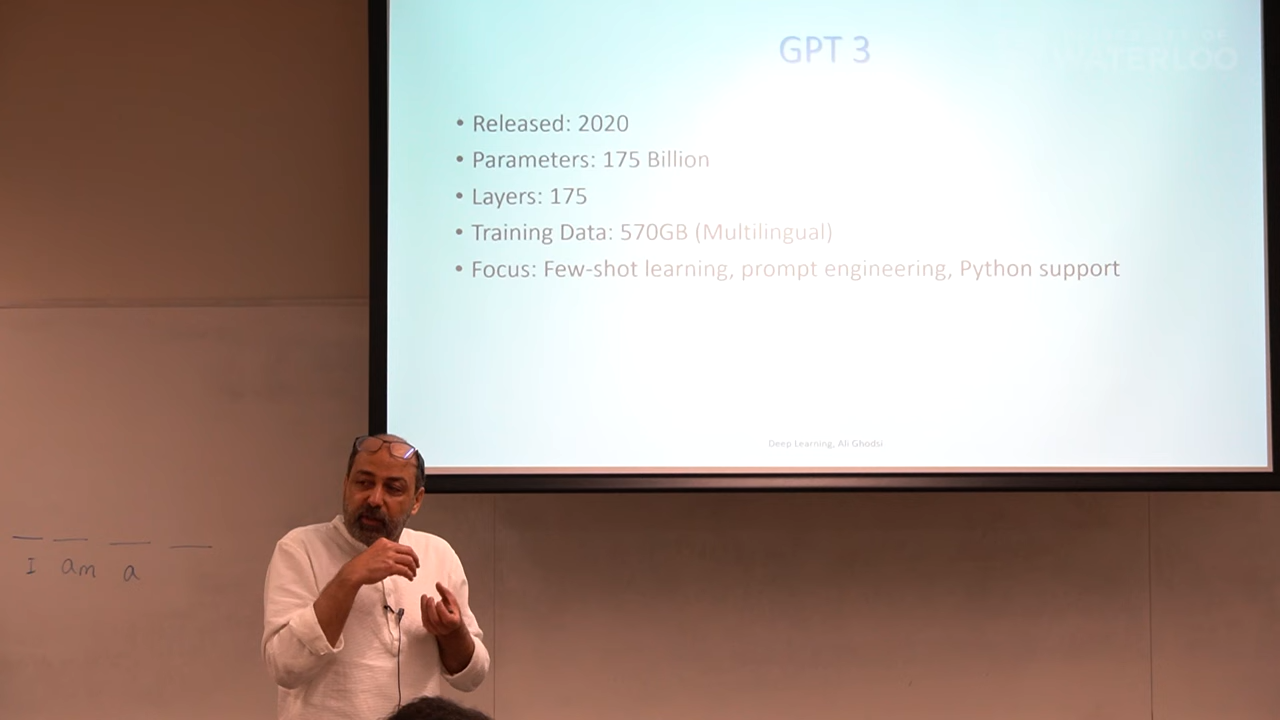 GPT 3
WATERLOO
• Released: 2020
• Parameters: 175 Billion
• Layers: 175
• Training Data: 570GB (Multilingual)
• Focus: Few-shot learning, prompt engineering, Python support
Deep Learning, Ali Ghodsi
I am a